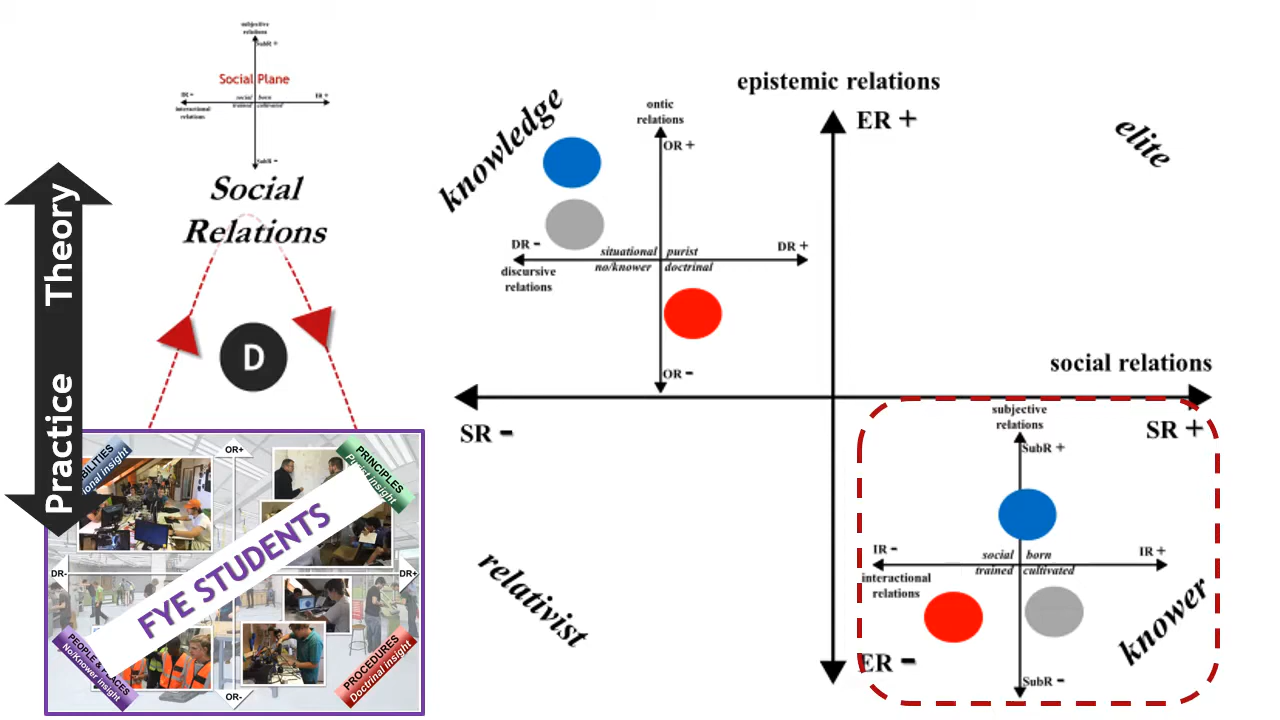 subjective
relations
SubR +
Social Plane
IR -
IR +
social born
trained cultivated
interactional
relations
SubR -
Social
Relations
Theory
Practice
D
OR+
PRINCIPLES
FYE STUDENTS
DR-
DR+
PEOPLE & PLACES
No/Knower insight
PROCEDURES
Doctrinal insight
OR-
epistemic relations
ER +
knowledge
elite
ontic
relations
OR +
DR -
situational purist
DR +
no/knower doctrinal
discursive
relations
OR -
social relations
SR -
SR +
subjective
relations
SubR +
IR -
social born
IR +
trained cultivated
interactional
relations
relativist
knower
ER -
SubR -